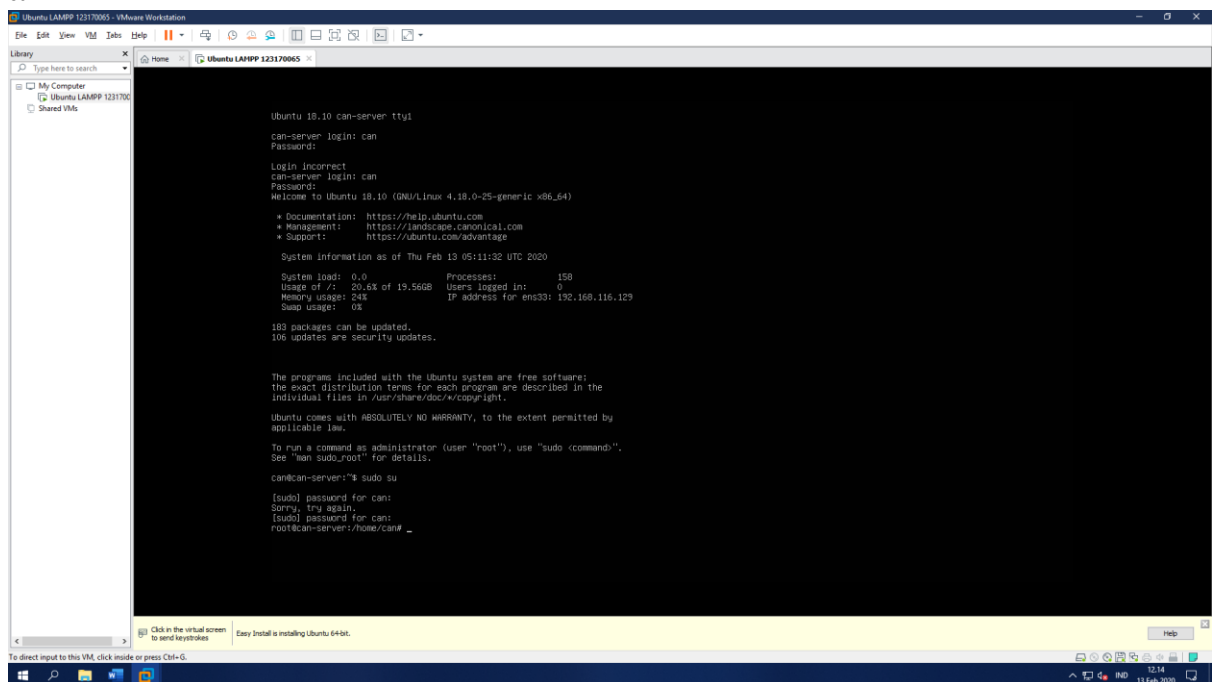 Ubuntu LAMPP 123170065 - VMware Workstation
File Edit View VM Tabs Help
Library
Home
Ubuntu LAMPP 123170065
Type here to search
My Computer
Ubuntu LAMPP 1231700
Shared VMs
Ubuntu 18.10 can-server tty1
can-server login: can
Password:
Login incorrect
can-server login: can
Password:
Welcome to Ubuntu 18.10 (GNU/Linux 4.18.0-25-generic x86_64)
* Documentation: https://help.ubuntu.com
* Management: https://landscape.canonical.com
* Support: https://ubuntu.com/advantage
System information as of Thu Feb 13 05:11:32 UTC 2020
System load: 0.0 Processes: 158
Usage of /: 20.6% of 19.56GB Users logged in: 0
Memory usage: 24% IP address for ens33: 192.168.116.129
Swap usage: 0%
183 packages can be updated.
106 updates are security updates.
The programs included with the Ubuntu system are free software;
the exact distribution terms for each program are described in the
individual files in /usr/share/doc/*/copyright.
Ubuntu comes with ABSOLUTELY NO WARRANTY, to the extent permitted by
applicable law.
To run a command as administrator (user "root"), use "sudo <command>".
See "man sudo_root" for details.
can@can-server:~$ sudo su
[sudo] password for can:
Sorry, try again.
[sudo] password for can:
root@can-server:/home/can# _
Click in the virtual screen
to send keystrokes
Easy Install is installing Ubuntu 64-bit.
Help
To direct input to this VM, click inside or press Ctrl+G.
IND
12.14
13 Feb 2020